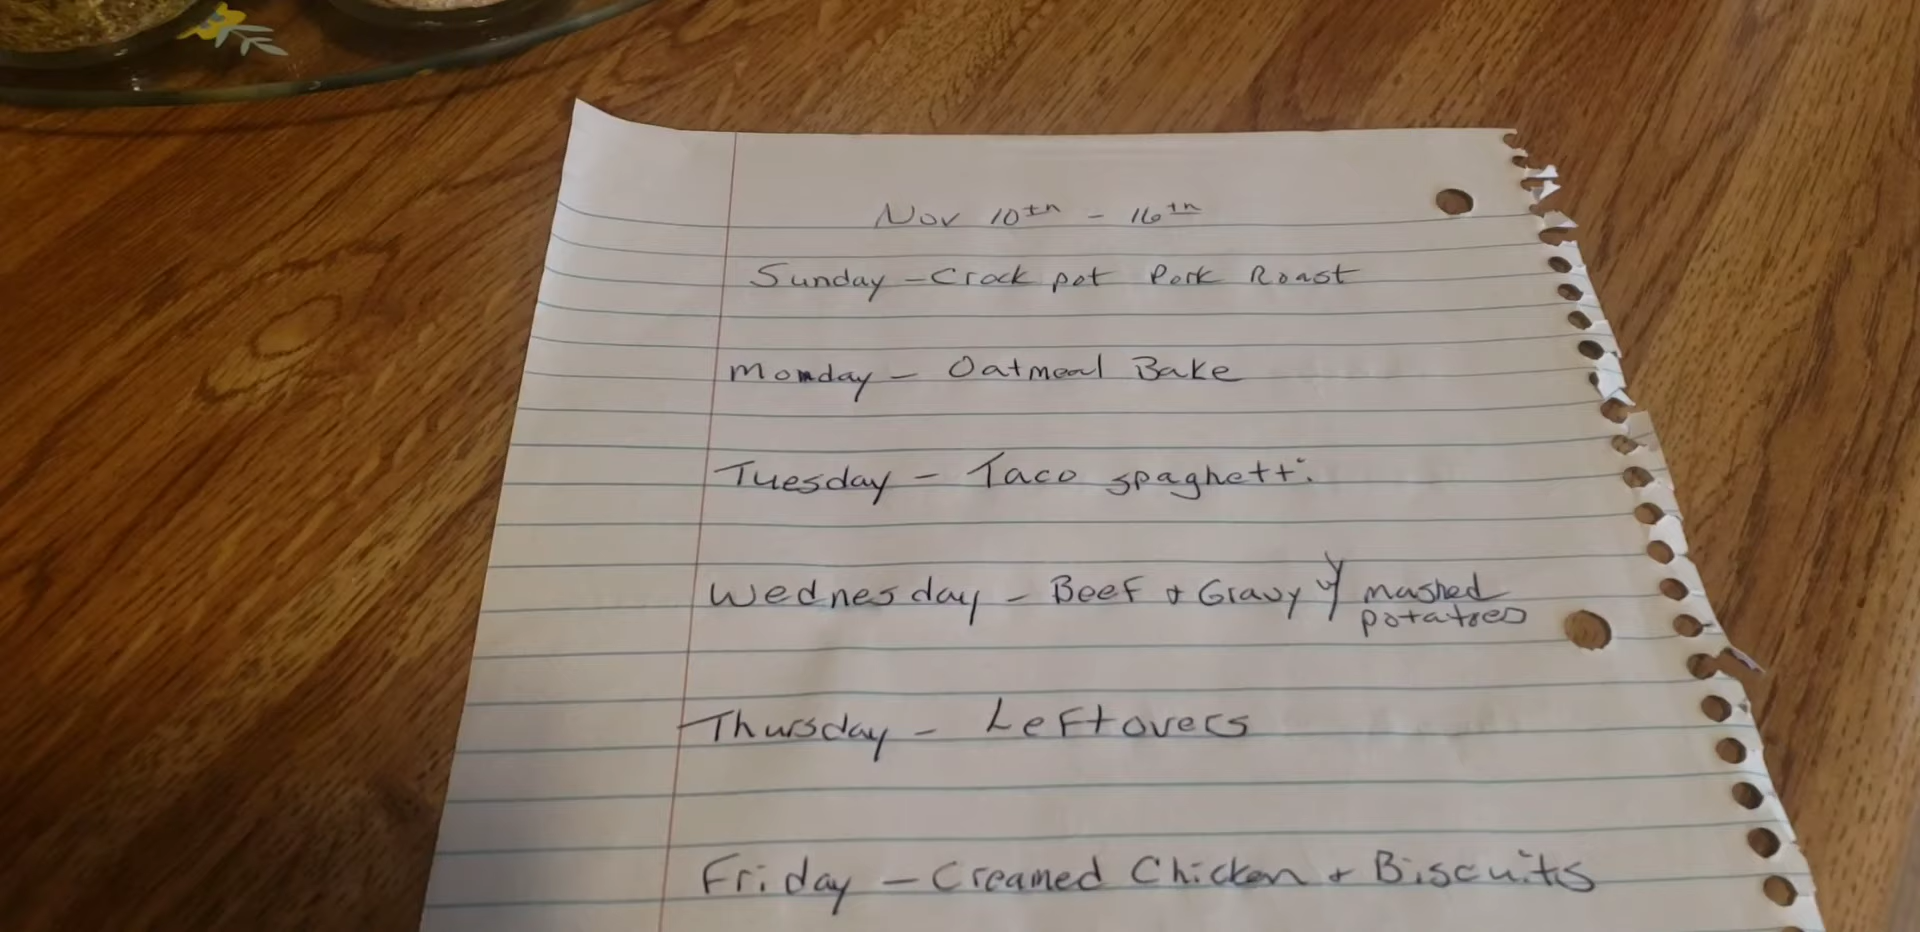 Nov 10th - 16th
Sunday - Crock pot Pork Roast
Monday - Oatmeal Bake
Tuesday - Taco spaghetti
Wednesday - Beef + Gravy w/ mashed
potatoes
Thursday - Leftovers
Friday - Creamed Chicken + Biscuits